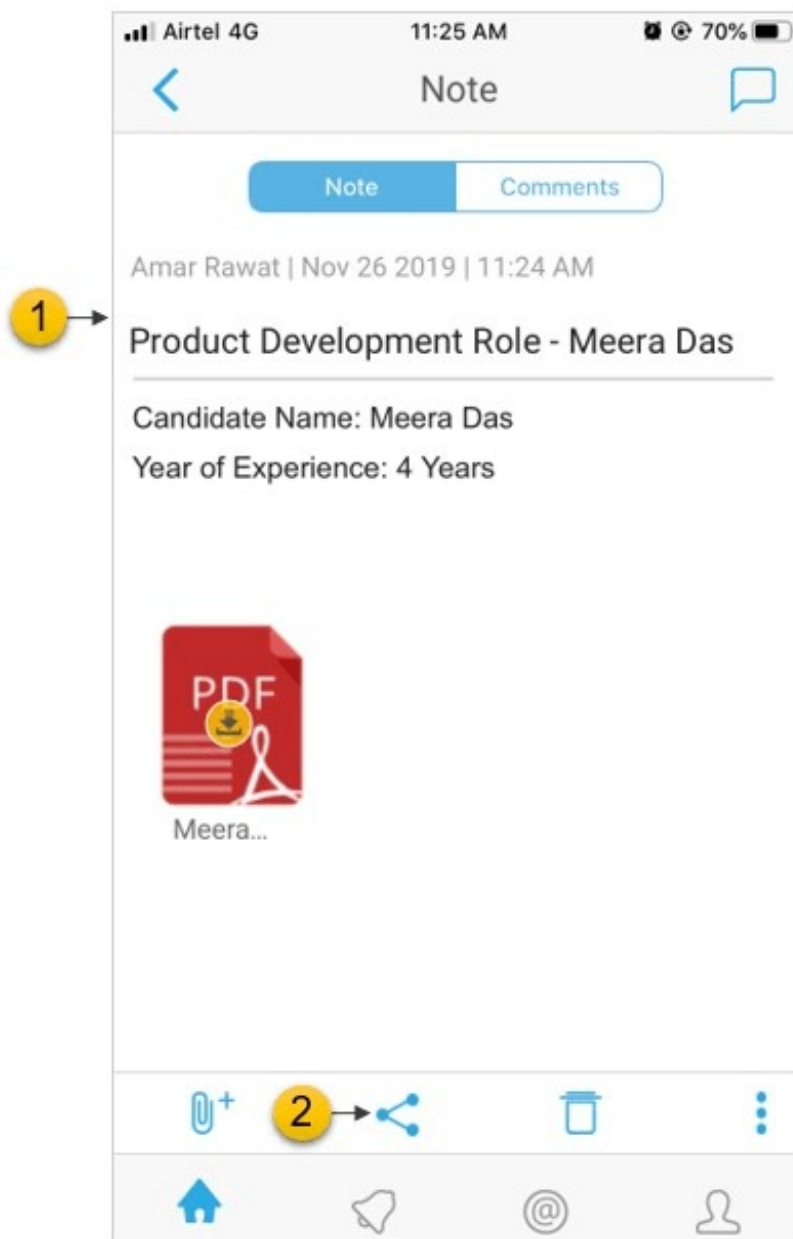 Airtel 4G 11:25 AM 70%
Note
Note Comments
Amar Rawat | Nov 26 2019 | 11:24 AM
1
Product Development Role - Meera Das
Candidate Name: Meera Das
Year of Experience: 4 Years
PDF
Meera...
2
@